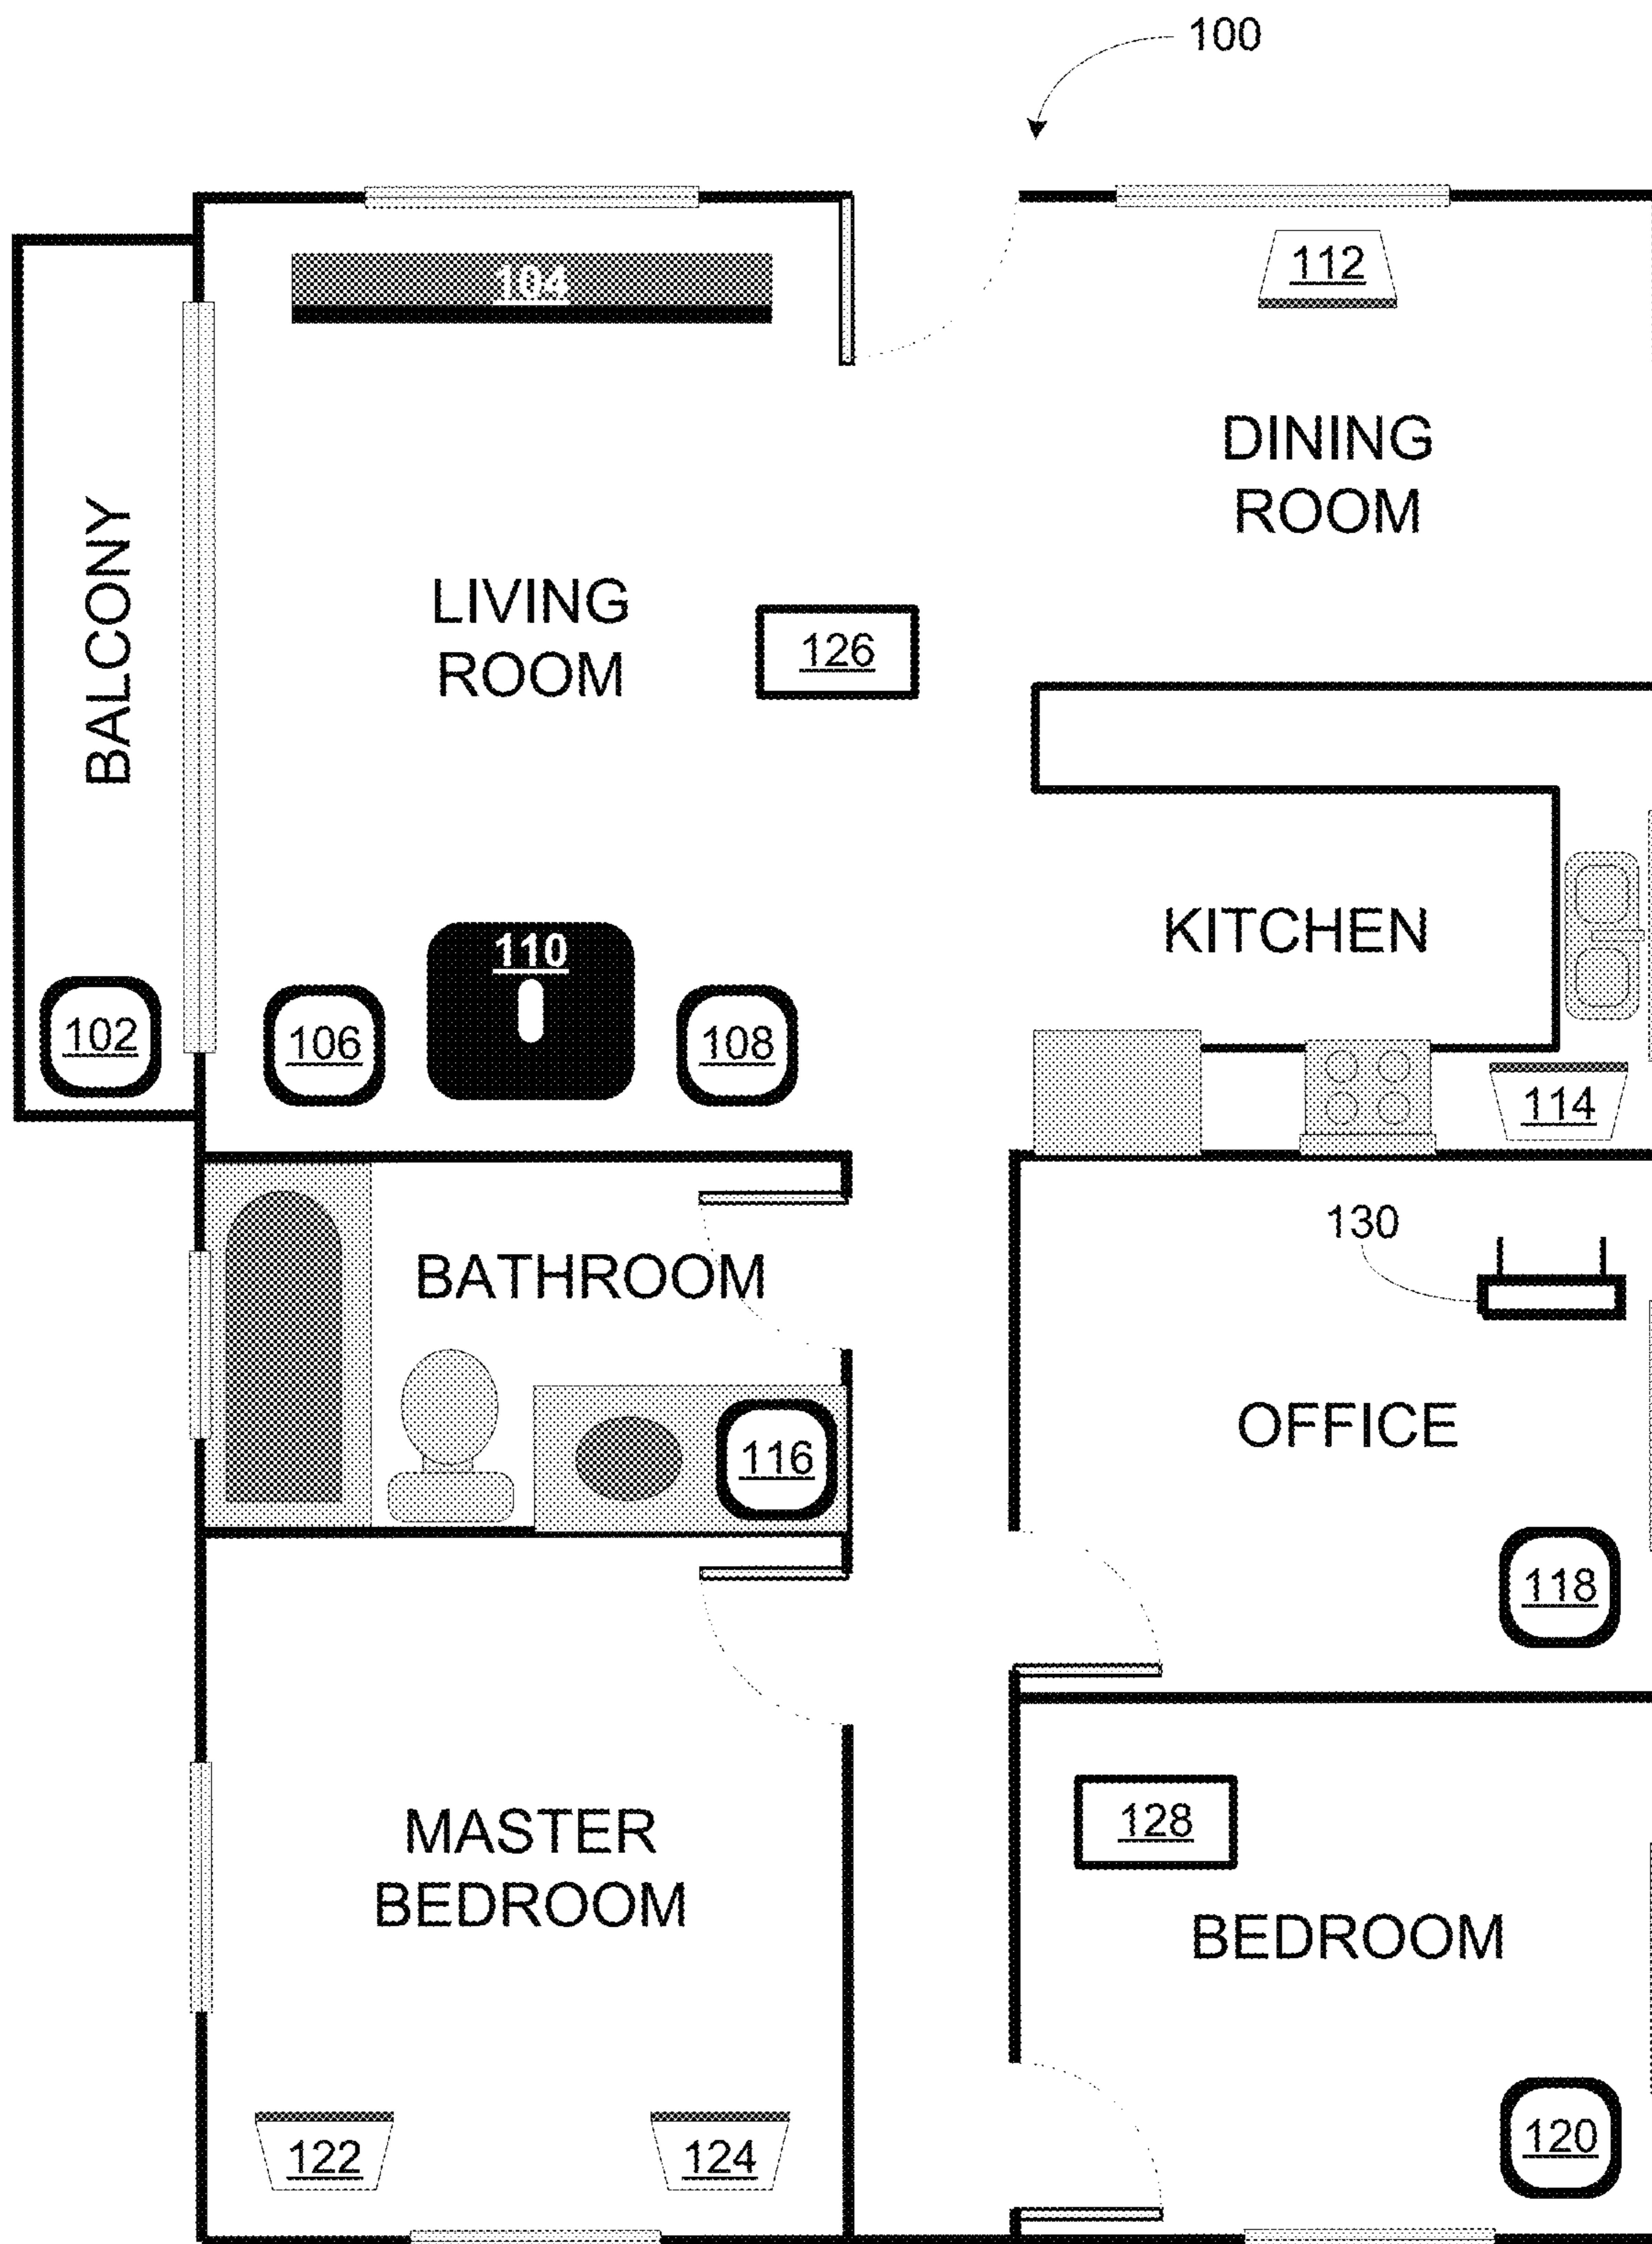 100
104
112
DINING
ROOM
BALCONY
LIVING
ROOM
126
KITCHEN
110
102
106
108
114
130
BATHROOM
OFFICE
116
118
MASTER
BEDROOM
128
BEDROOM
122
124
120